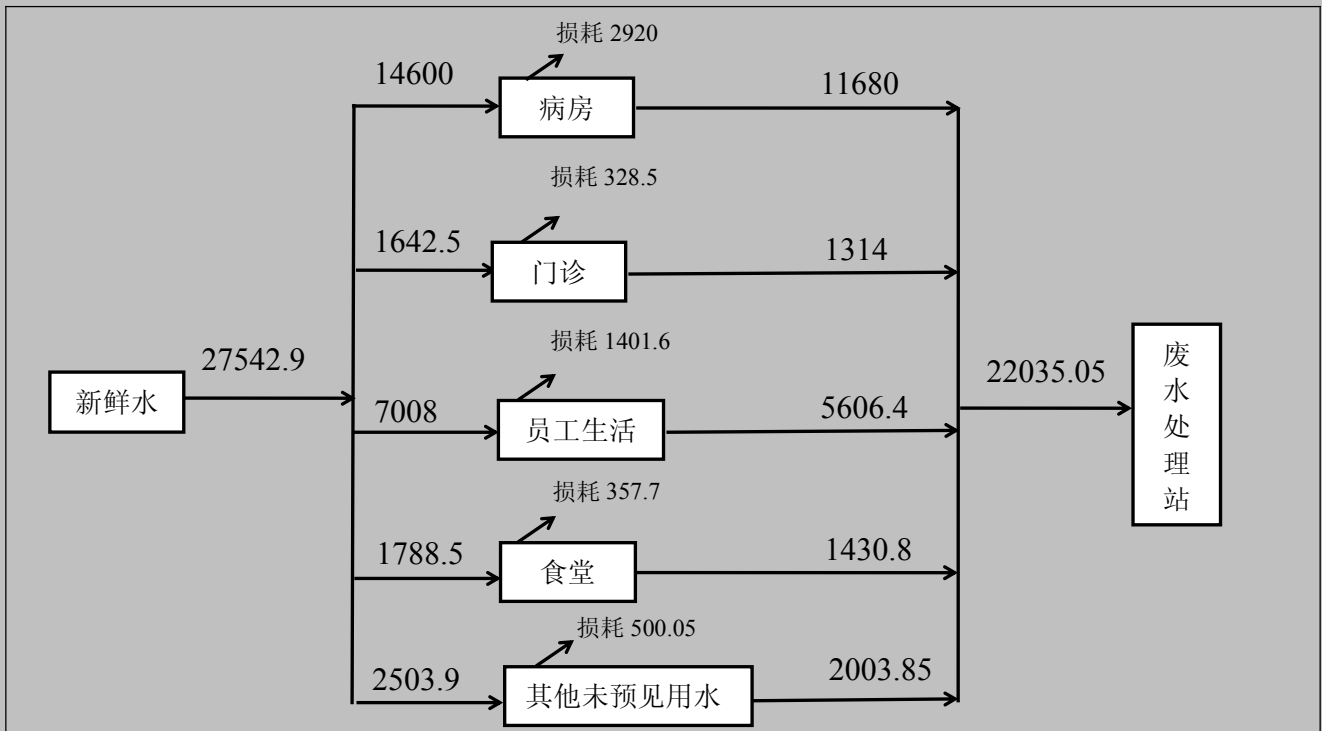 损耗 2920
14600
病房
11680
损耗 328.5
1642.5
门诊
1314
损耗 1401.6
新鲜水
27542.9
7008
员工生活
5606.4
22035.05
废水处理站
损耗 357.7
1788.5
食堂
1430.8
损耗 500.05
2503.9
其他未预见用水
2003.85